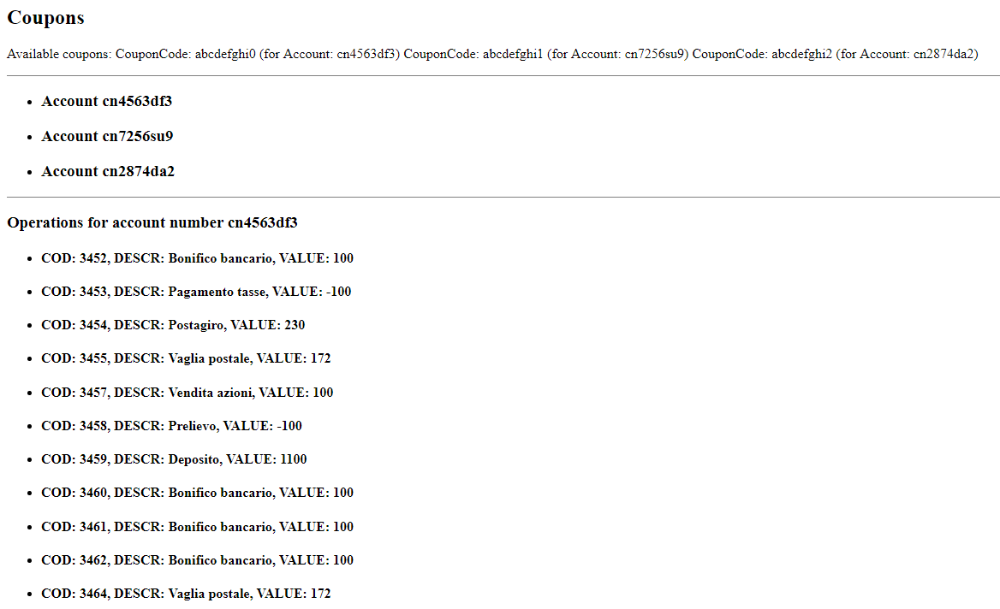 Coupons
Available coupons: CouponCode: abcdefghi0 (for Account: cn4563df3) CouponCode: abcdefghi1 (for Account: cn7256su9) CouponCode: abcdefghi2 (for Account: cn2874da2)
• Account cn4563df3
• Account cn7256su9
• Account cn2874da2
Operations for account number cn4563df3
• COD: 3452, DESCR: Bonifico bancario, VALUE: 100
• COD: 3453, DESCR: Pagamento tasse, VALUE: -100
• COD: 3454, DESCR: Postagiro, VALUE: 230
• COD: 3455, DESCR: Vaglia postale, VALUE: 172
• COD: 3457, DESCR: Vendita azioni, VALUE: 100
• COD: 3458, DESCR: Prelievo, VALUE: -100
• COD: 3459, DESCR: Deposito, VALUE: 1100
• COD: 3460, DESCR: Bonifico bancario, VALUE: 100
• COD: 3461, DESCR: Bonifico bancario, VALUE: 100
• COD: 3462, DESCR: Bonifico bancario, VALUE: 100
• COD: 3464, DESCR: Vaglia postale, VALUE: 172